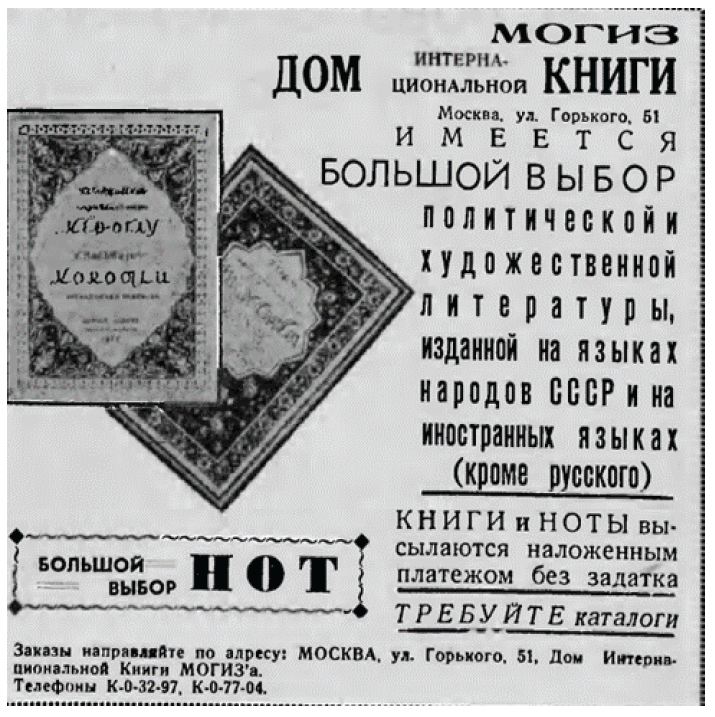 МОГИЗ
ДОМ ИНТЕРНА-
ЦИОНАЛЬНОЙ КНИГИ
Москва, ул. Горького, 51
ИМЕЕТСЯ
БОЛЬШОЙ ВЫБОР
ПОЛИТИЧЕСКОЙ И
ХУДОЖЕСТВЕННОЙ
ЛИТЕРАТУРЫ,
ИЗДАННОЙ НА ЯЗЫКАХ
НАРОДОВ СССР И НА
ИНОСТРАННЫХ ЯЗЫКАХ
(КРОМЕ РУССКОГО)
КНИГИ и НОТЫ вы-
сылаются наложенным
платежом без задатка
ТРЕБУЙТЕ каталоги
БОЛЬШОЙ
ВЫБОР НОТ
Заказы направляйте по адресу: МОСКВА, ул. Горького, 51, Дом Интерна-
циональной Книги МОГИЗ'а.
Телефоны К-0-32-97, К-0-77-04.